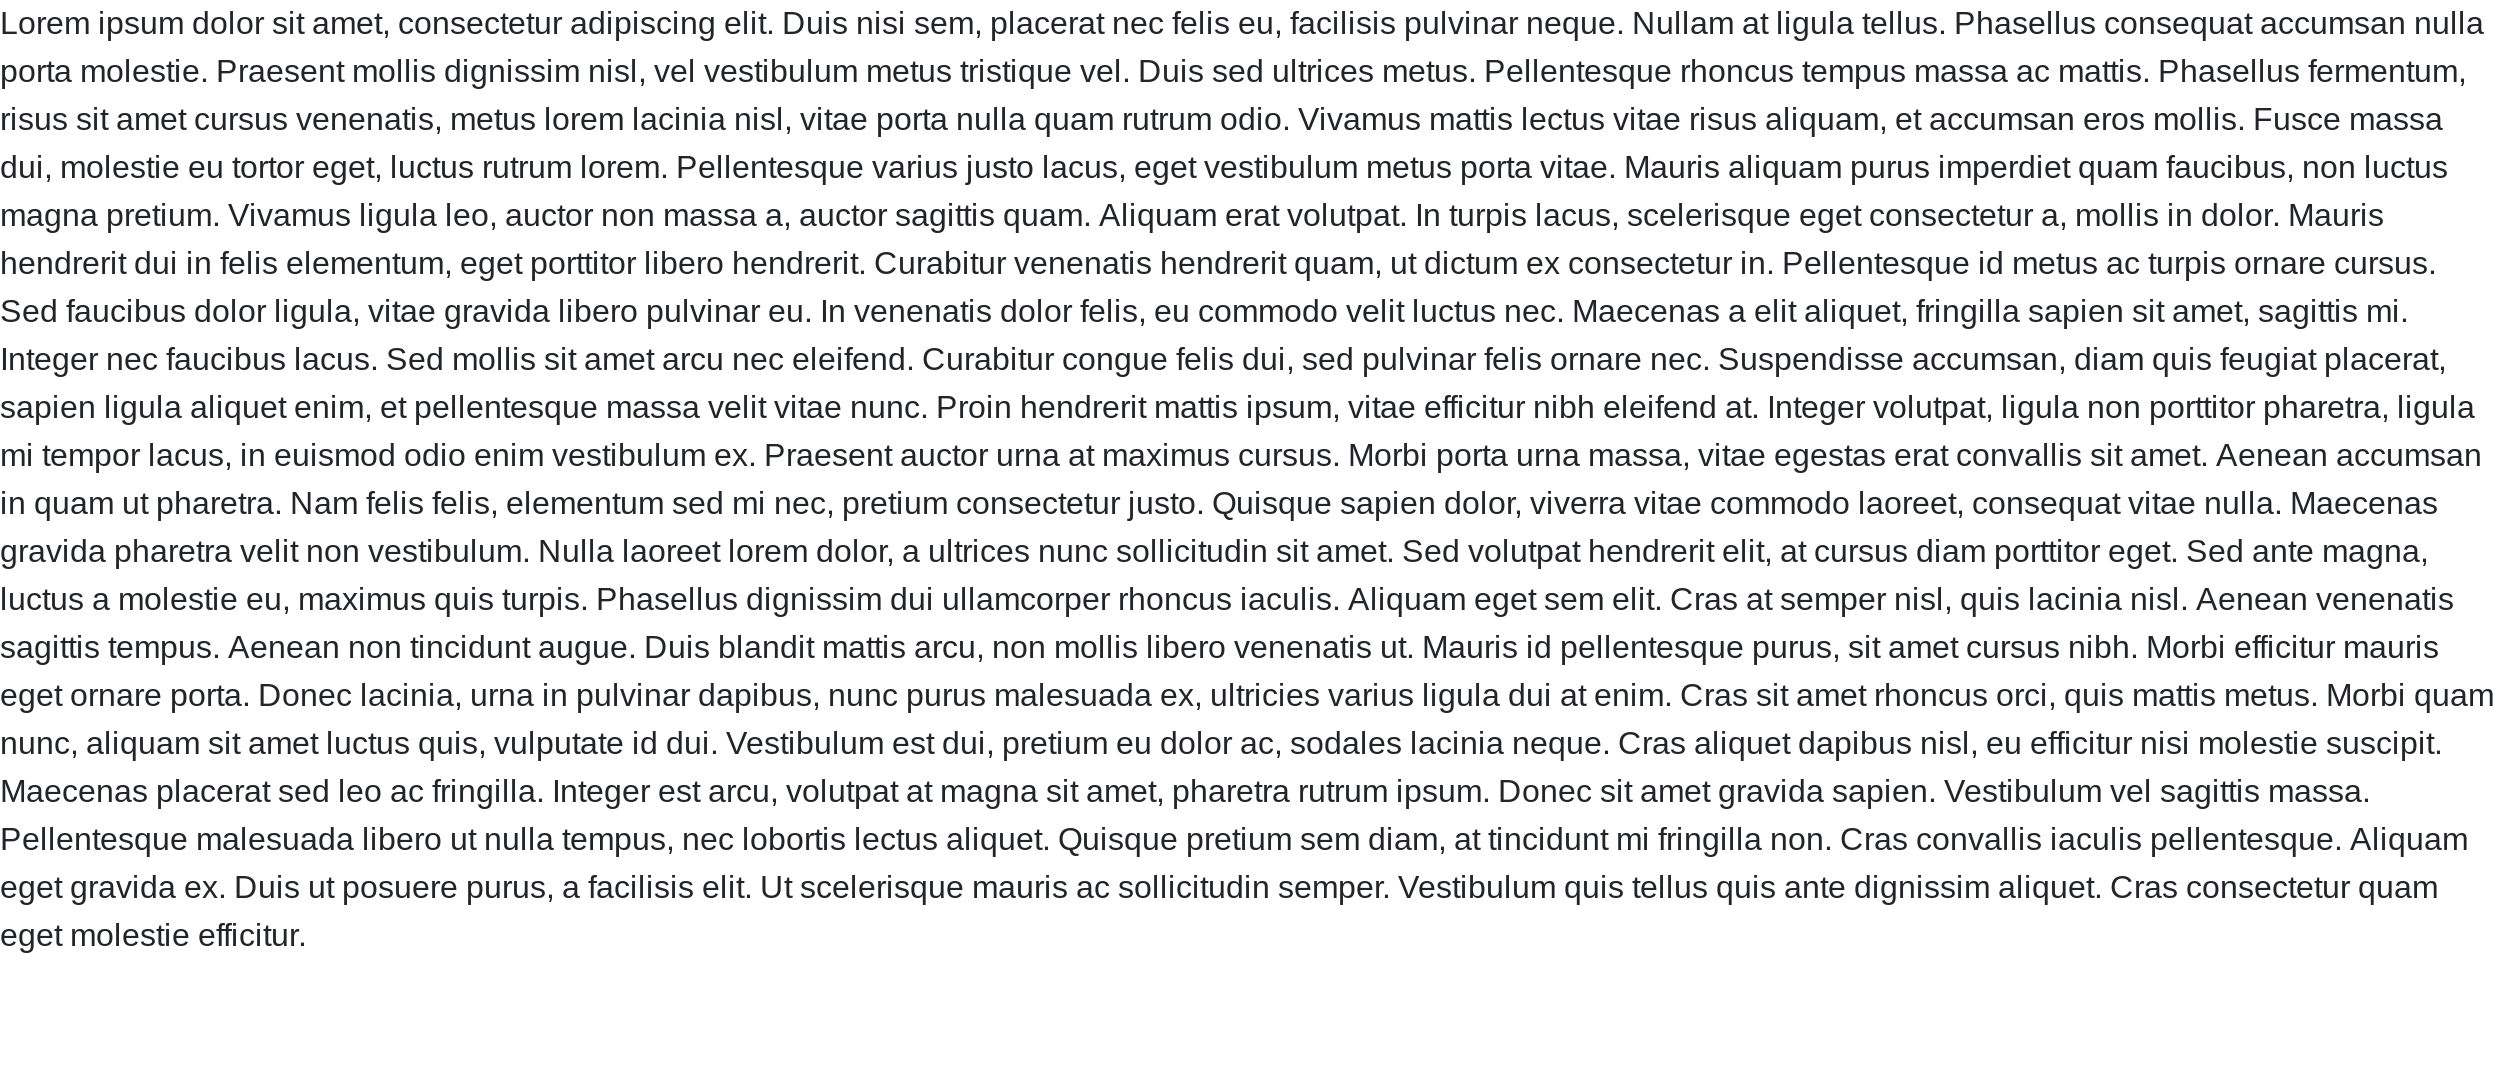 Lorem ipsum dolor sit amet, consectetur adipiscing elit. Duis nisi sem, placerat nec felis eu, facilisis pulvinar neque. Nullam at ligula tellus. Phasellus consequat accumsan nulla
porta molestie. Praesent mollis dignissim nisl, vel vestibulum metus tristique vel. Duis sed ultrices metus. Pellentesque rhoncus tempus massa ac mattis. Phasellus fermentum,
risus sit amet cursus venenatis, metus lorem lacinia nisl, vitae porta nulla quam rutrum odio. Vivamus mattis lectus vitae risus aliquam, et accumsan eros mollis. Fusce massa
dui, molestie eu tortor eget, luctus rutrum lorem. Pellentesque varius justo lacus, eget vestibulum metus porta vitae. Mauris aliquam purus imperdiet quam faucibus, non luctus
magna pretium. Vivamus ligula leo, auctor non massa a, auctor sagittis quam. Aliquam erat volutpat. In turpis lacus, scelerisque eget consectetur a, mollis in dolor. Mauris
hendrerit dui in felis elementum, eget porttitor libero hendrerit. Curabitur venenatis hendrerit quam, ut dictum ex consectetur in. Pellentesque id metus ac turpis ornare cursus.
Sed faucibus dolor ligula, vitae gravida libero pulvinar eu. In venenatis dolor felis, eu commodo velit luctus nec. Maecenas a elit aliquet, fringilla sapien sit amet, sagittis mi.
Integer nec faucibus lacus. Sed mollis sit amet arcu nec eleifend. Curabitur congue felis dui, sed pulvinar felis ornare nec. Suspendisse accumsan, diam quis feugiat placerat,
sapien ligula aliquet enim, et pellentesque massa velit vitae nunc. Proin hendrerit mattis ipsum, vitae efficitur nibh eleifend at. Integer volutpat, ligula non porttitor pharetra, ligula
mi tempor lacus, in euismod odio enim vestibulum ex. Praesent auctor urna at maximus cursus. Morbi porta urna massa, vitae egestas erat convallis sit amet. Aenean accumsan
in quam ut pharetra. Nam felis felis, elementum sed mi nec, pretium consectetur justo. Quisque sapien dolor, viverra vitae commodo laoreet, consequat vitae nulla. Maecenas
gravida pharetra velit non vestibulum. Nulla laoreet lorem dolor, a ultrices nunc sollicitudin sit amet. Sed volutpat hendrerit elit, at cursus diam porttitor eget. Sed ante magna,
luctus a molestie eu, maximus quis turpis. Phasellus dignissim dui ullamcorper rhoncus iaculis. Aliquam eget sem elit. Cras at semper nisl, quis lacinia nisl. Aenean venenatis
sagittis tempus. Aenean non tincidunt augue. Duis blandit mattis arcu, non mollis libero venenatis ut. Mauris id pellentesque purus, sit amet cursus nibh. Morbi efficitur mauris
eget ornare porta. Donec lacinia, urna in pulvinar dapibus, nunc purus malesuada ex, ultricies varius ligula dui at enim. Cras sit amet rhoncus orci, quis mattis metus. Morbi quam
nunc, aliquam sit amet luctus quis, vulputate id dui. Vestibulum est dui, pretium eu dolor ac, sodales lacinia neque. Cras aliquet dapibus nisl, eu efficitur nisi molestie suscipit.
Maecenas placerat sed leo ac fringilla. Integer est arcu, volutpat at magna sit amet, pharetra rutrum ipsum. Donec sit amet gravida sapien. Vestibulum vel sagittis massa.
Pellentesque malesuada libero ut nulla tempus, nec lobortis lectus aliquet. Quisque pretium sem diam, at tincidunt mi fringilla non. Cras convallis iaculis pellentesque. Aliquam
eget gravida ex. Duis ut posuere purus, a facilisis elit. Ut scelerisque mauris ac sollicitudin semper. Vestibulum quis tellus quis ante dignissim aliquet. Cras consectetur quam
eget molestie efficitur.